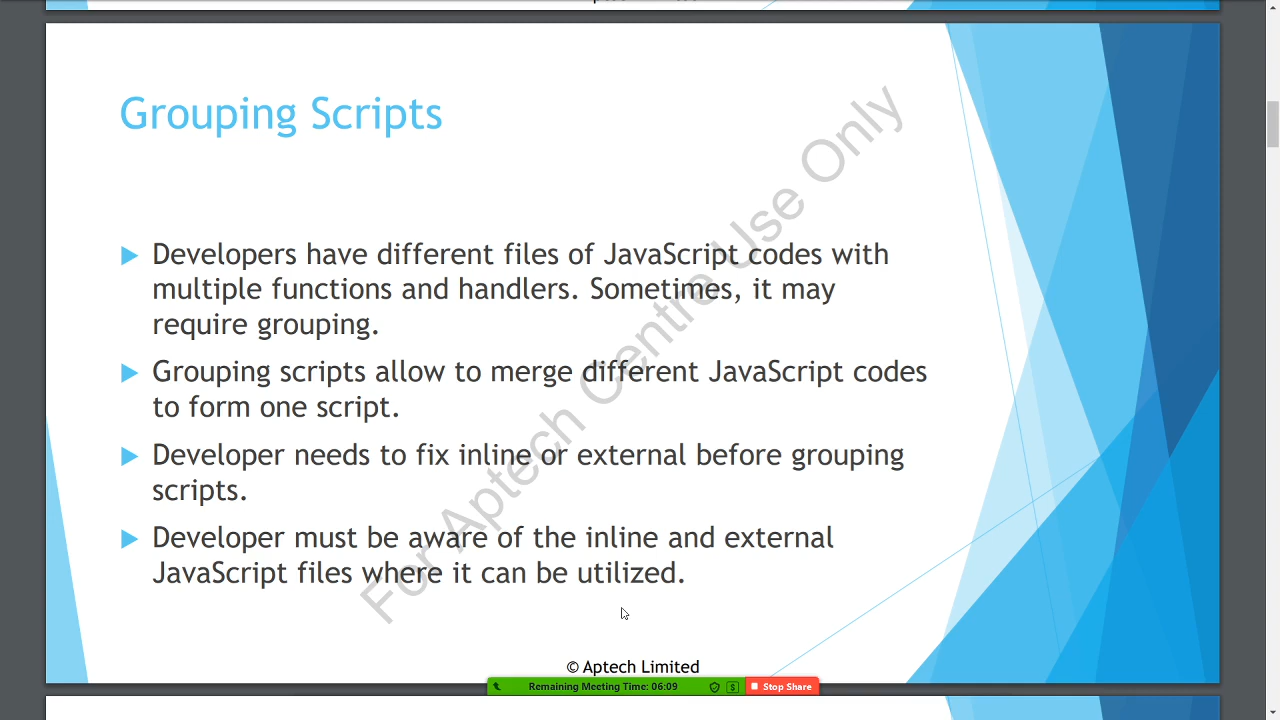 Grouping Scripts
Developers have different files of JavaScript codes with
multiple functions and handlers. Sometimes, it may
require grouping.
Grouping scripts allow to merge different JavaScript codes
to form one script.
Developer needs to fix inline or external before grouping
scripts.
Developer must be aware of the inline and external
JavaScript files where it can be utilized.
For Aptech Centre Use Only
© Aptech Limited
Remaining Meeting Time: 06:09
Stop Share